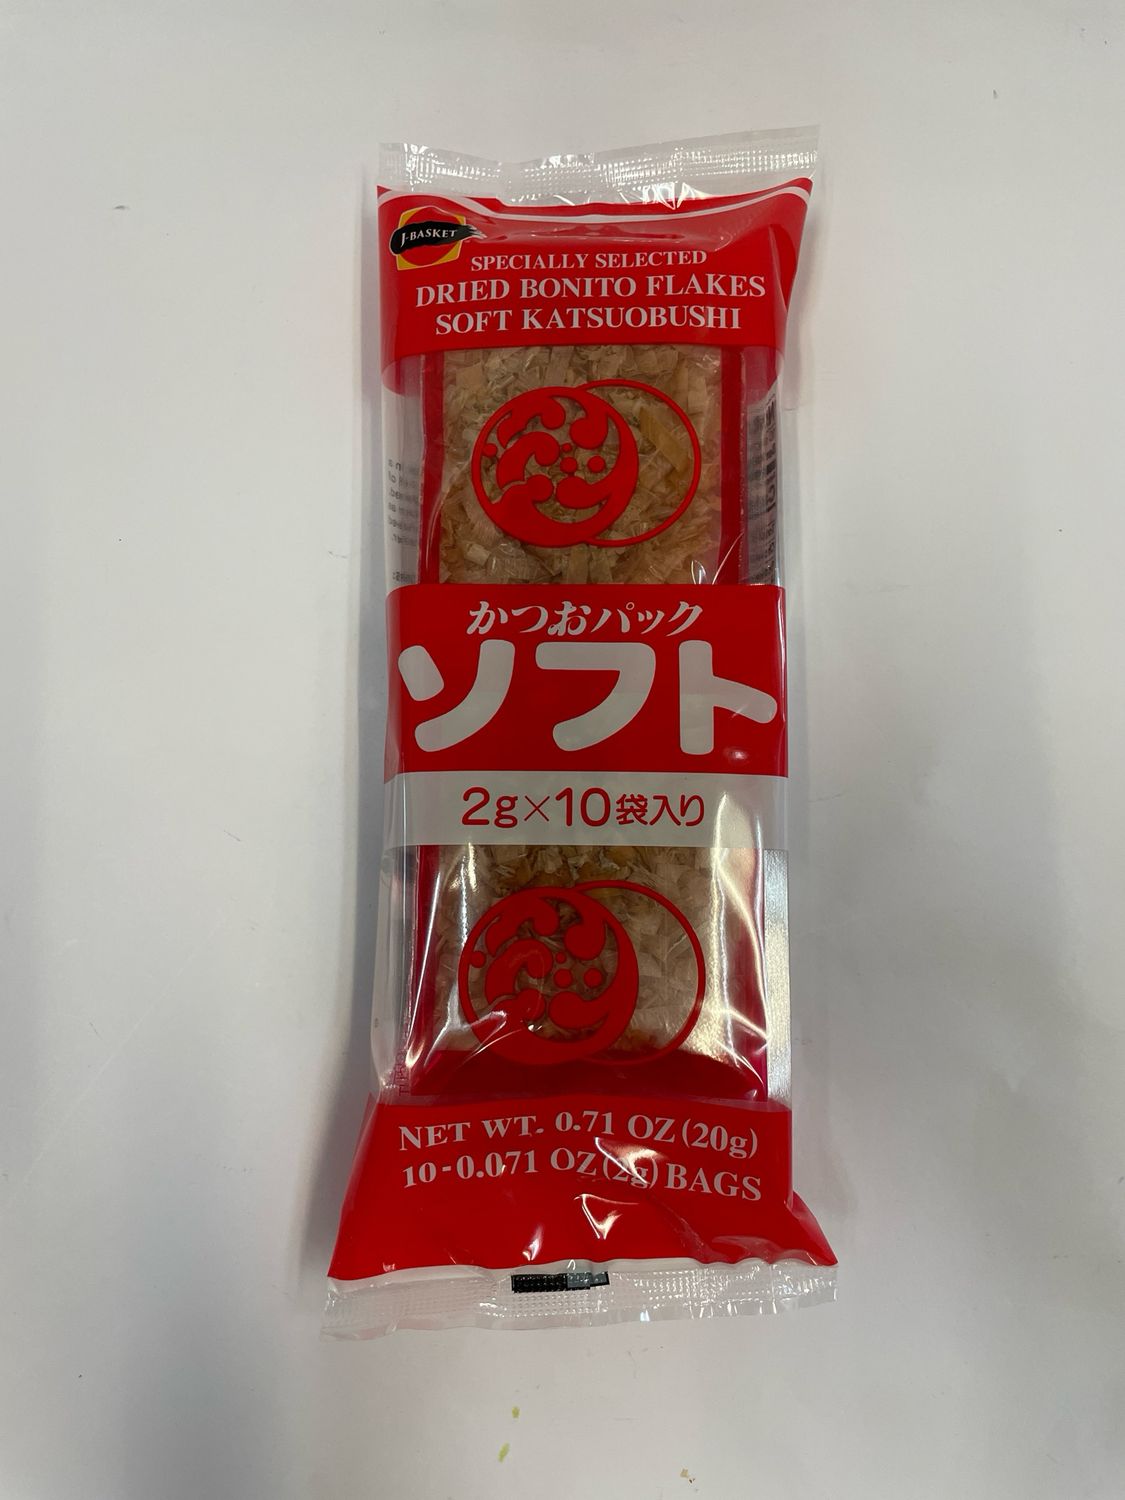 J-BASKET
SPECIALLY SELECTED
DRIED BONITO FLAKES
SOFT KATSUOBUSHI
かつおパック
ソフト
2g×10袋入り
NET WT. 0.71 OZ (20g)
10-0.071 OZ (2g) BAGS